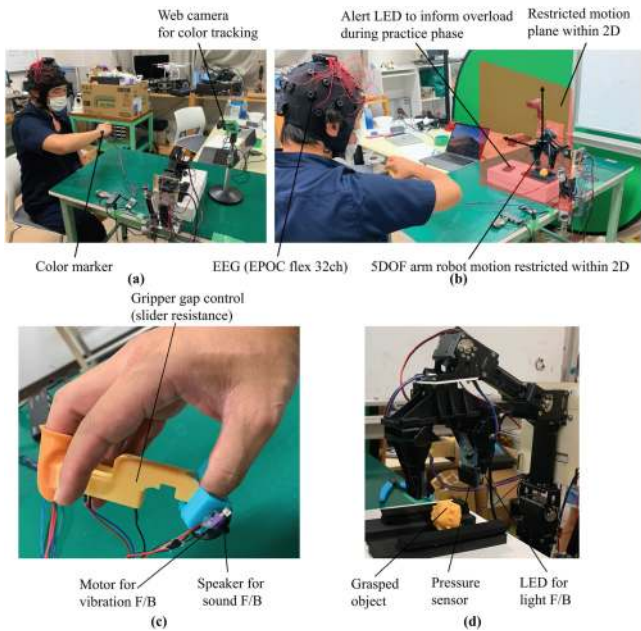 Web camera
for color tracking
Alert LED to inform overload
during practice phase
Restricted motion
plane within 2D
Color marker
EEG (EPOC flex 32ch)
5DOF arm robot motion restricted within 2D
(a)
(b)
Gripper gap control
(slider resistance)
Motor for
vibration F/B
Speaker for
sound F/B
Grasped
object
Pressure
sensor
LED for
light F/B
(c)
(d)